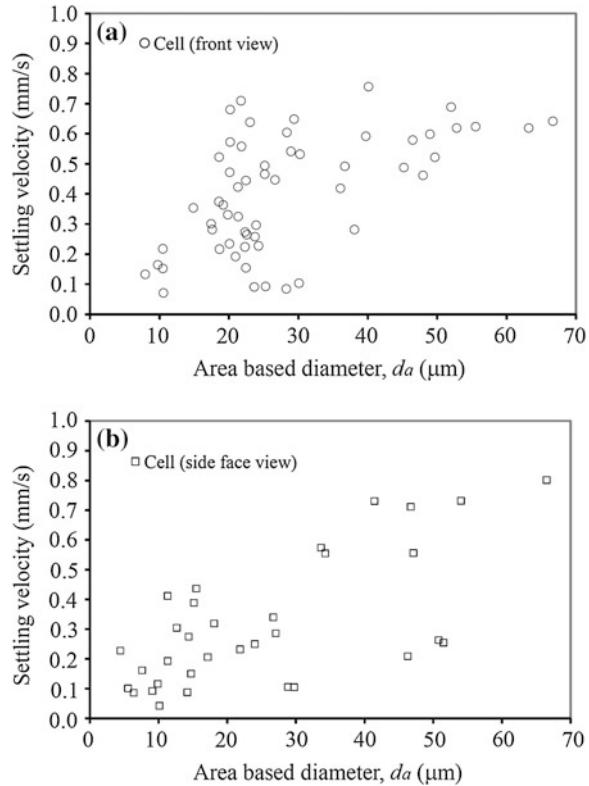 (a)
Cell (front view)
Settling velocity (mm/s)
1.0
0.9
0.8
0.7
0.6
0.5
0.4
0.3
0.2
0.1
0.0
0 10 20 30 40 50 60 70
Area based diameter, da (μm)
(b)
Cell (side face view)
Settling velocity (mm/s)
1.0
0.9
0.8
0.7
0.6
0.5
0.4
0.3
0.2
0.1
0.0
0 10 20 30 40 50 60 70
Area based diameter, da (μm)